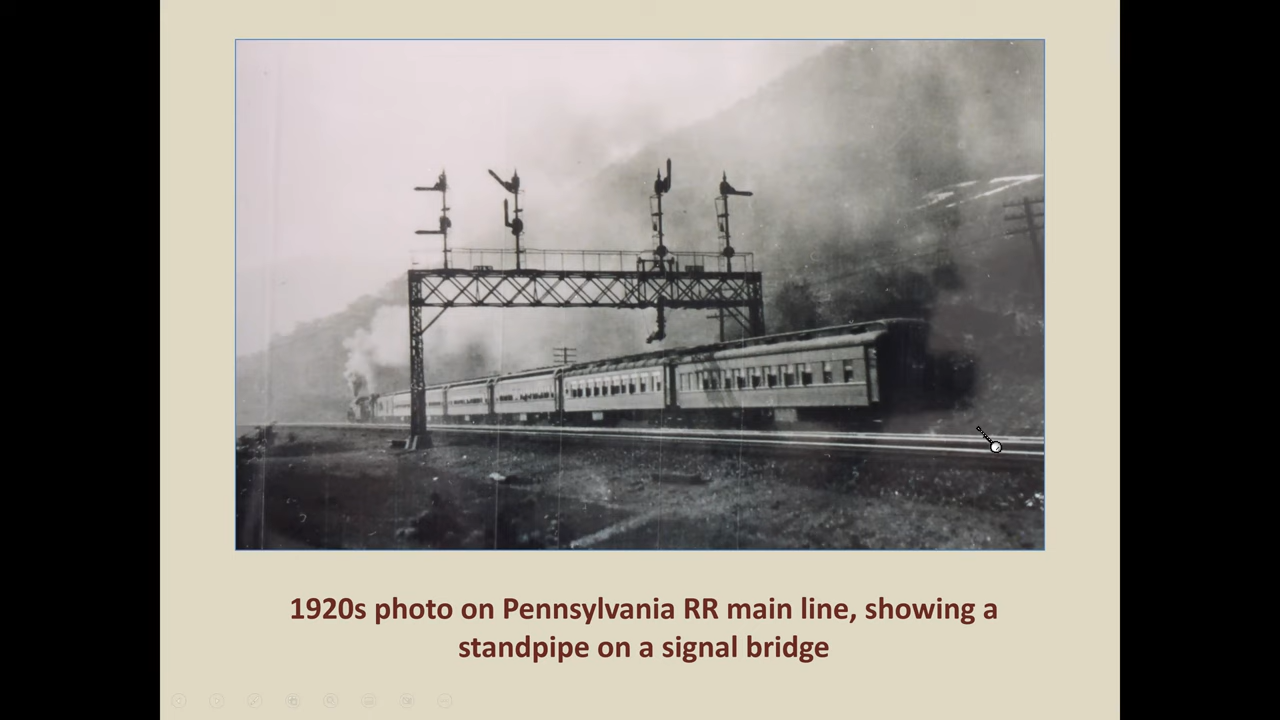 1920s photo on Pennsylvania RR main line, showing a
standpipe on a signal bridge